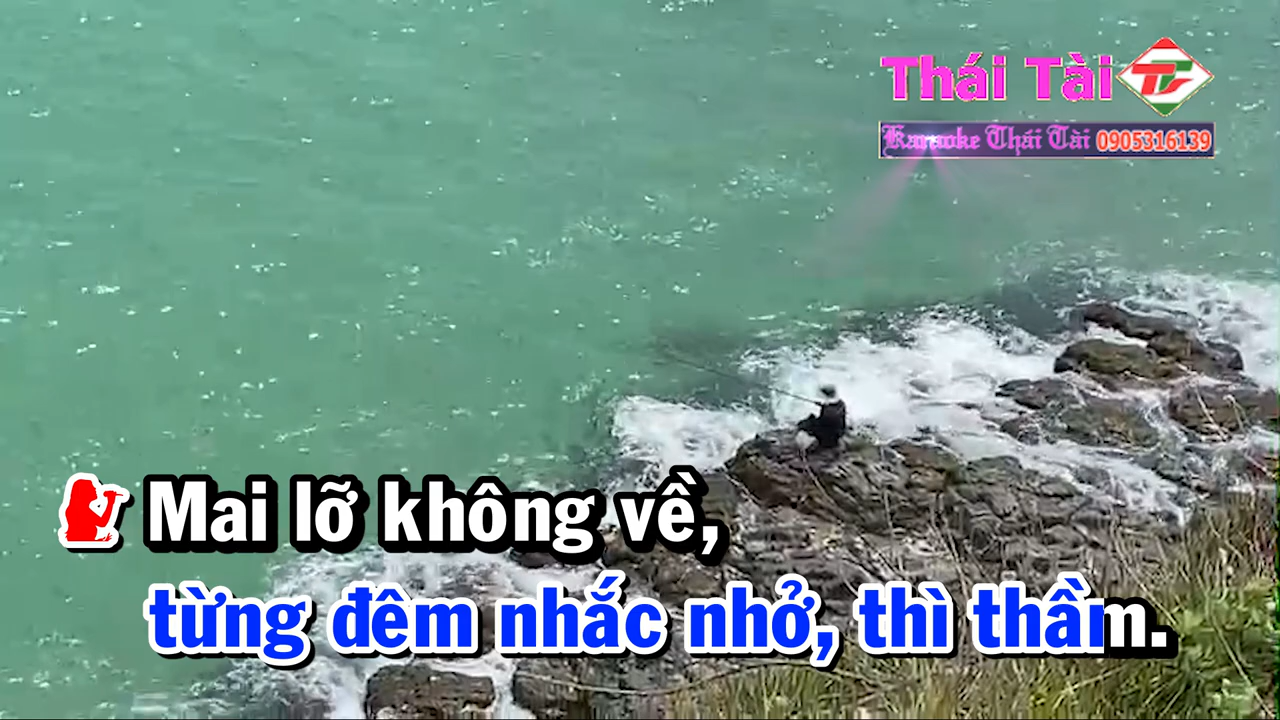 Thái Tài
Karaoke Thái Tài 0905316139
Mai lỡ không về,
từng đêm nhắc nhở, thì thầm.